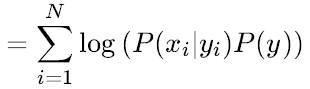 = \sum_{i=1}^{N} \log \left( P(x_i|y_i)P(y) \right)